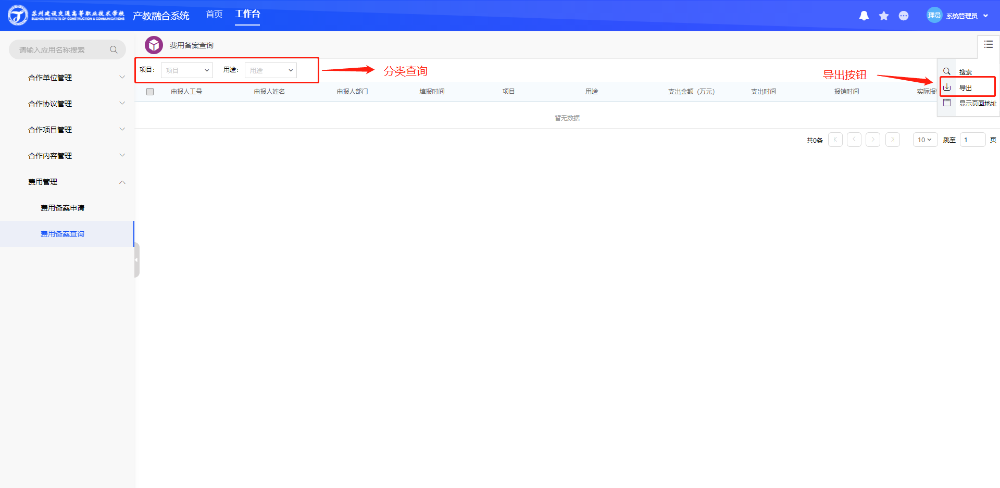 苏州建设交通高等职业技术学校
SUZHOU INSTITUTE OF CONSTRUCTION & COMMUNICATIONS
产教融合系统
首页
工作台
理员
系统管理员
请输入应用名称搜索
合作单位管理
合作协议管理
合作项目管理
合作内容管理
费用管理
费用备案申请
费用备案查询
费用备案查询
项目： 项目
用途： 用途
分类查询
导出按钮
搜索
导出
显示页面地址
申报人工号 申报人姓名 申报人部门 填报时间 项目 用途 支出金额（万元） 支出时间 报销时间 实际报
暂无数据
共0条 10 跳至 1 页